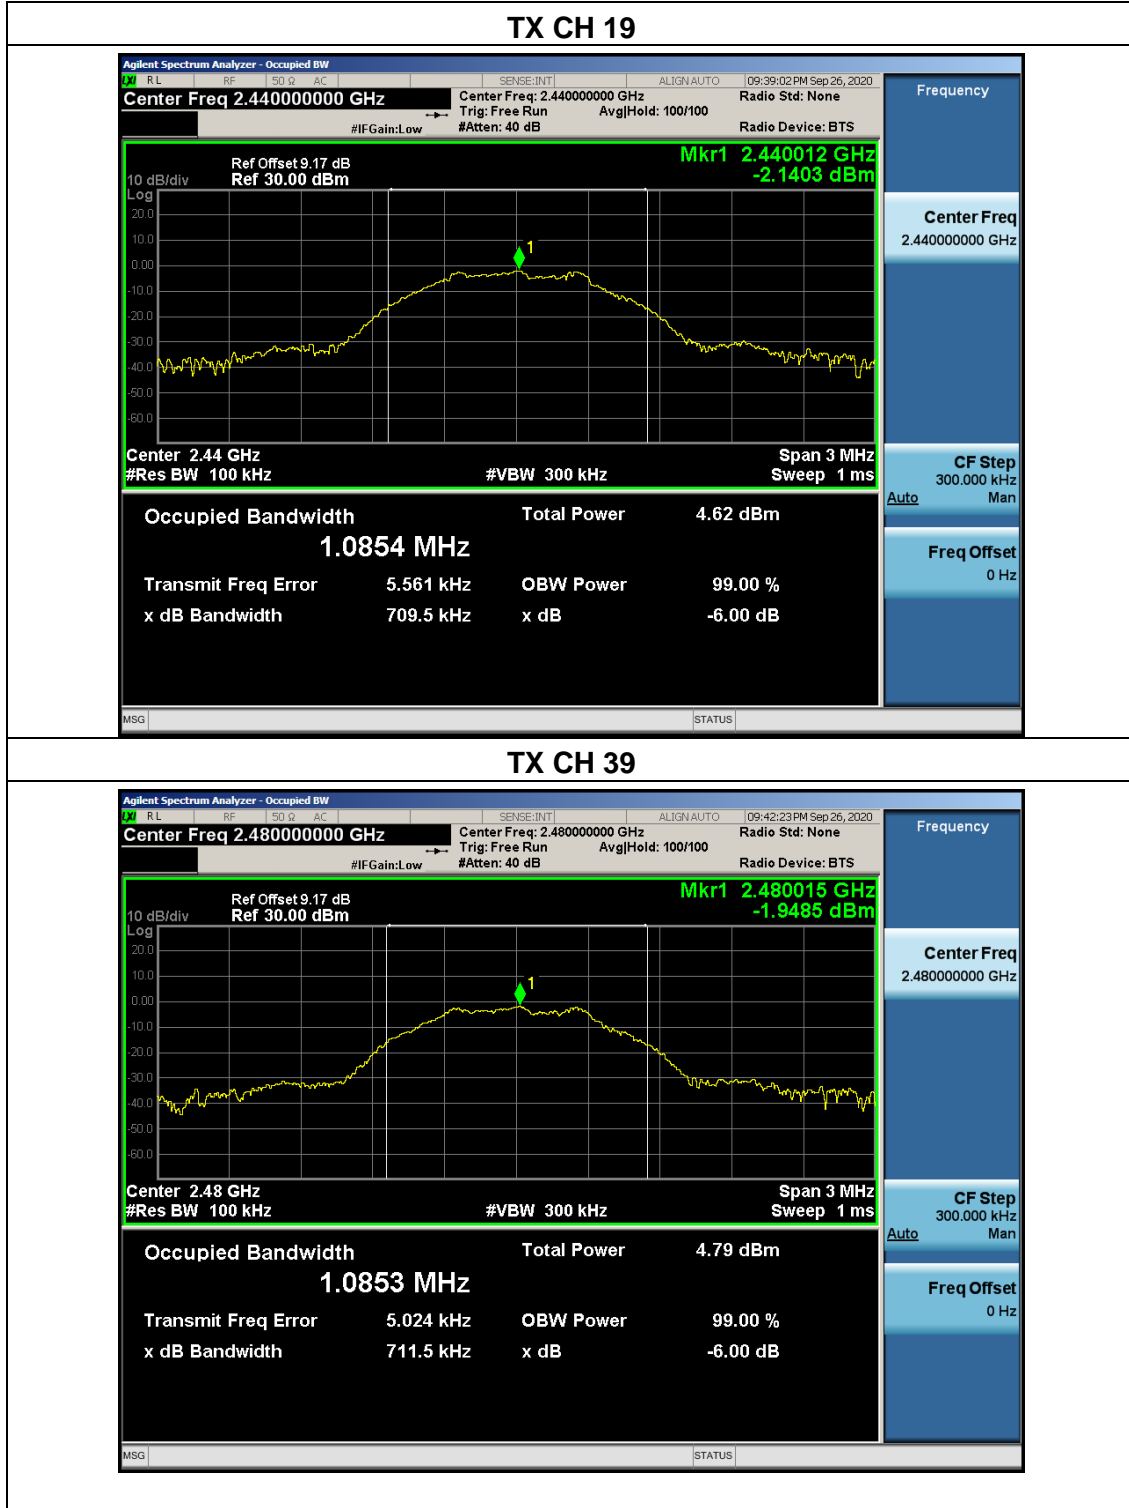 TX CH 19
Agilent Spectrum Analyzer - Occupied BW
LXI RL RF 50 Ω AC SENSE:INT ALIGN AUTO 09:39:02 PM Sep 26, 2020
Center Freq 2.440000000 GHz
Center Freq: 2.440000000 GHz
Radio Std: None
Trig: Free Run Avg|Hold: 100/100
#IFGain:Low #Atten: 40 dB
Radio Device: BTS
Frequency
Mkr1 2.440012 GHz
-2.1403 dBm
Ref Offset 9.17 dB
10 dB/div Ref 30.00 dBm
Log
20.0
10.0
0.00
-10.0
-20.0
-30.0
-40.0
-50.0
-60.0
1
Center 2.44 GHz Span 3 MHz
#Res BW 100 kHz #VBW 300 kHz Sweep 1 ms
Center Freq
2.440000000 GHz
CF Step
300.000 kHz
Auto Man
Freq Offset
0 Hz
Occupied Bandwidth Total Power 4.62 dBm
1.0854 MHz
Transmit Freq Error 5.561 kHz OBW Power 99.00 %
x dB Bandwidth 709.5 kHz x dB -6.00 dB
MSG STATUS
TX CH 39
Agilent Spectrum Analyzer - Occupied BW
LXI RL RF 50 Ω AC SENSE:INT ALIGN AUTO 09:42:23 PM Sep 26, 2020
Center Freq 2.480000000 GHz
Center Freq: 2.480000000 GHz
Radio Std: None
Trig: Free Run Avg|Hold: 100/100
#IFGain:Low #Atten: 40 dB
Radio Device: BTS
Frequency
Mkr1 2.480015 GHz
-1.9485 dBm
Ref Offset 9.17 dB
10 dB/div Ref 30.00 dBm
Log
20.0
10.0
0.00
-10.0
-20.0
-30.0
-40.0
-50.0
-60.0
1
Center 2.48 GHz Span 3 MHz
#Res BW 100 kHz #VBW 300 kHz Sweep 1 ms
Center Freq
2.480000000 GHz
CF Step
300.000 kHz
Auto Man
Freq Offset
0 Hz
Occupied Bandwidth Total Power 4.79 dBm
1.0853 MHz
Transmit Freq Error 5.024 kHz OBW Power 99.00 %
x dB Bandwidth 711.5 kHz x dB -6.00 dB
MSG STATUS